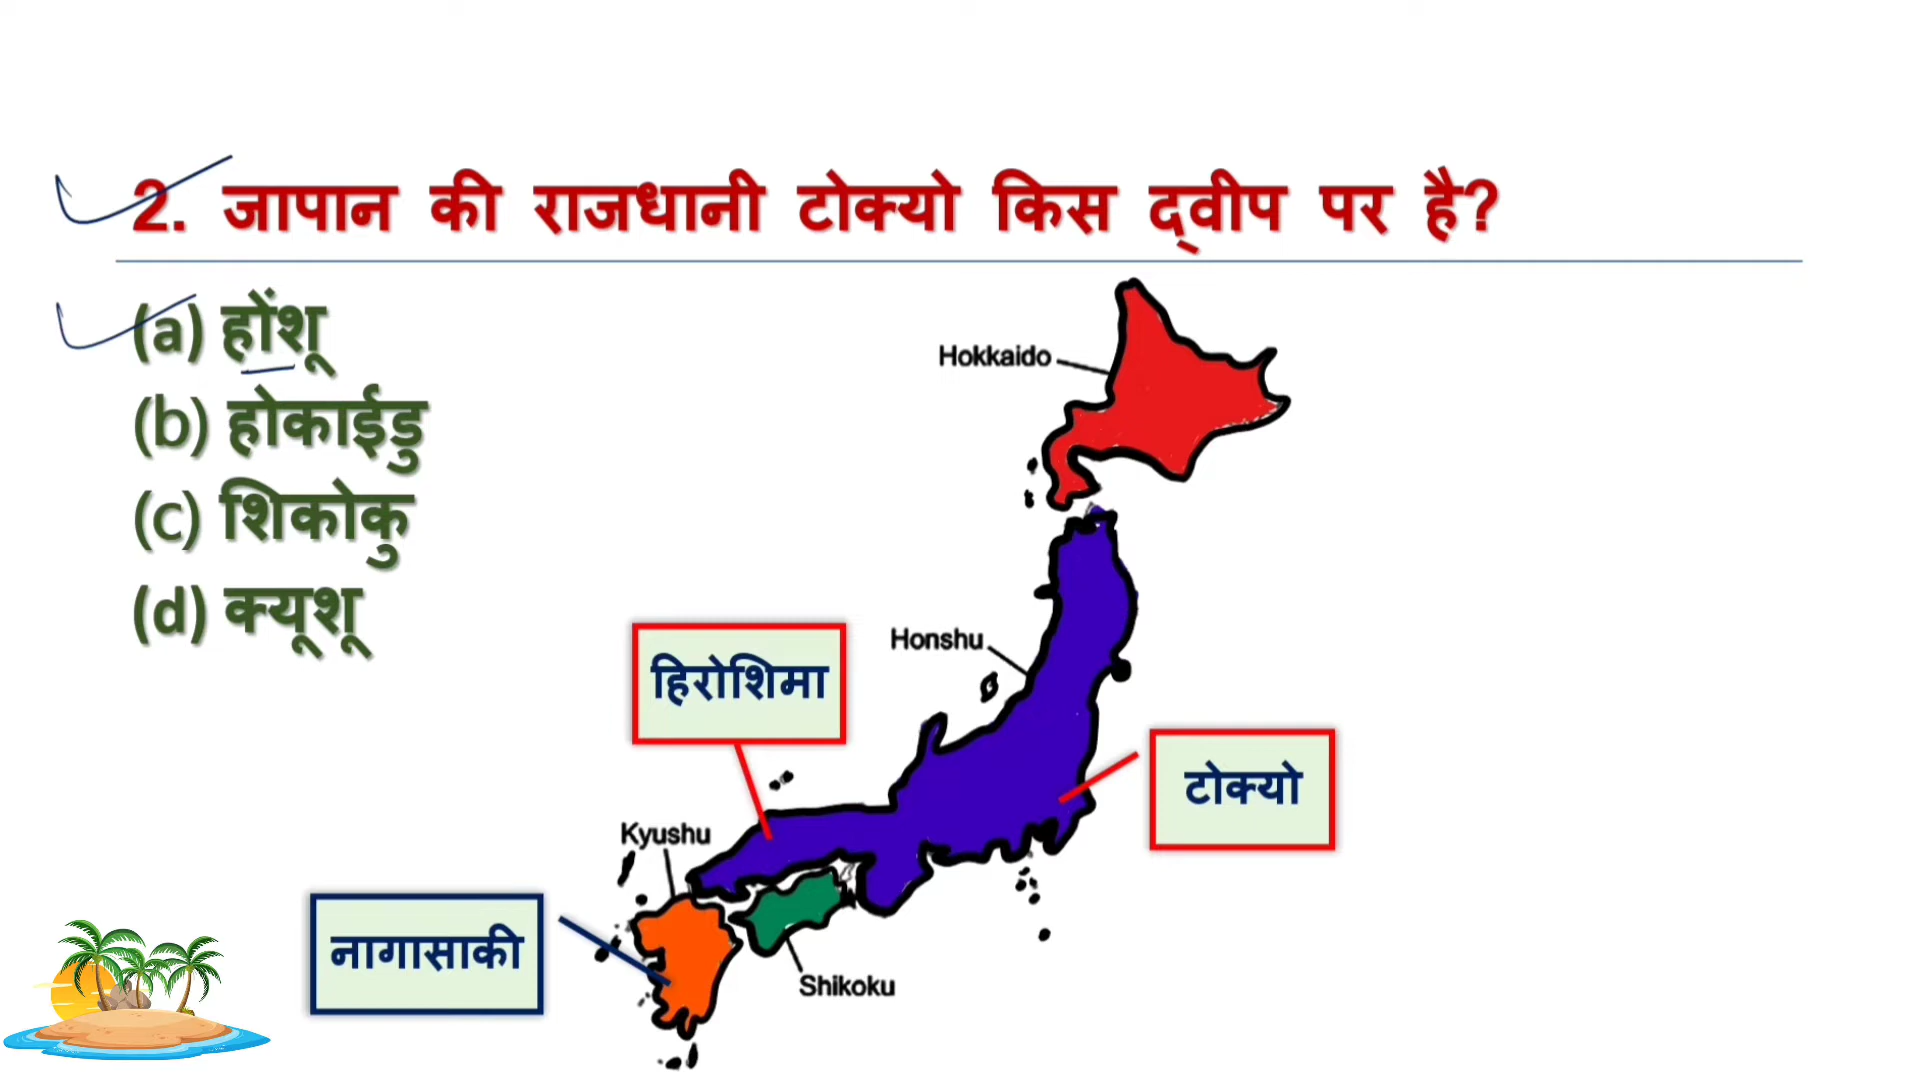 2. जापान की राजधानी टोक्यो किस द्वीप पर है?
(a) होंशू
(b) होकाईडु
(c) शिकोकु
(d) क्यूशू
Hokkaido
Honshu
हिरोशिमा
टोक्यो
Kyushu
नागासाकी
Shikoku